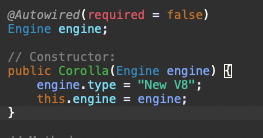 @Autowired(required = false)
Engine engine;
// Constructor:
public Corolla(Engine engine) {
engine.type = "New V8";
this.engine = engine;
}